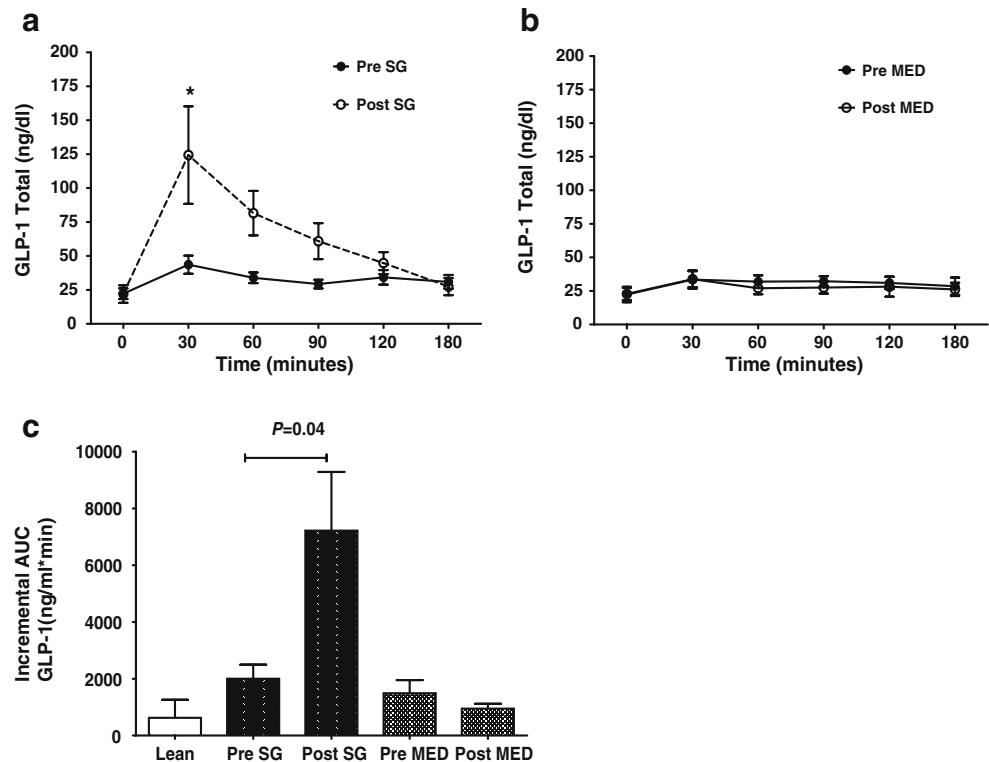 a
200
175
150
125
100
75
50
25
0
GLP-1 Total (ng/dl)
*
Pre SG
Post SG
0 30 60 90 120 180
Time (minutes)
b
200
175
150
125
100
75
50
25
0
GLP-1 Total (ng/dl)
Pre MED
Post MED
0 30 60 90 120 180
Time (minutes)
c
P=0.04
10000
8000
6000
4000
2000
0
Incremental AUC
GLP-1(ng/ml*min)
Lean Pre SG Post SG Pre MED Post MED